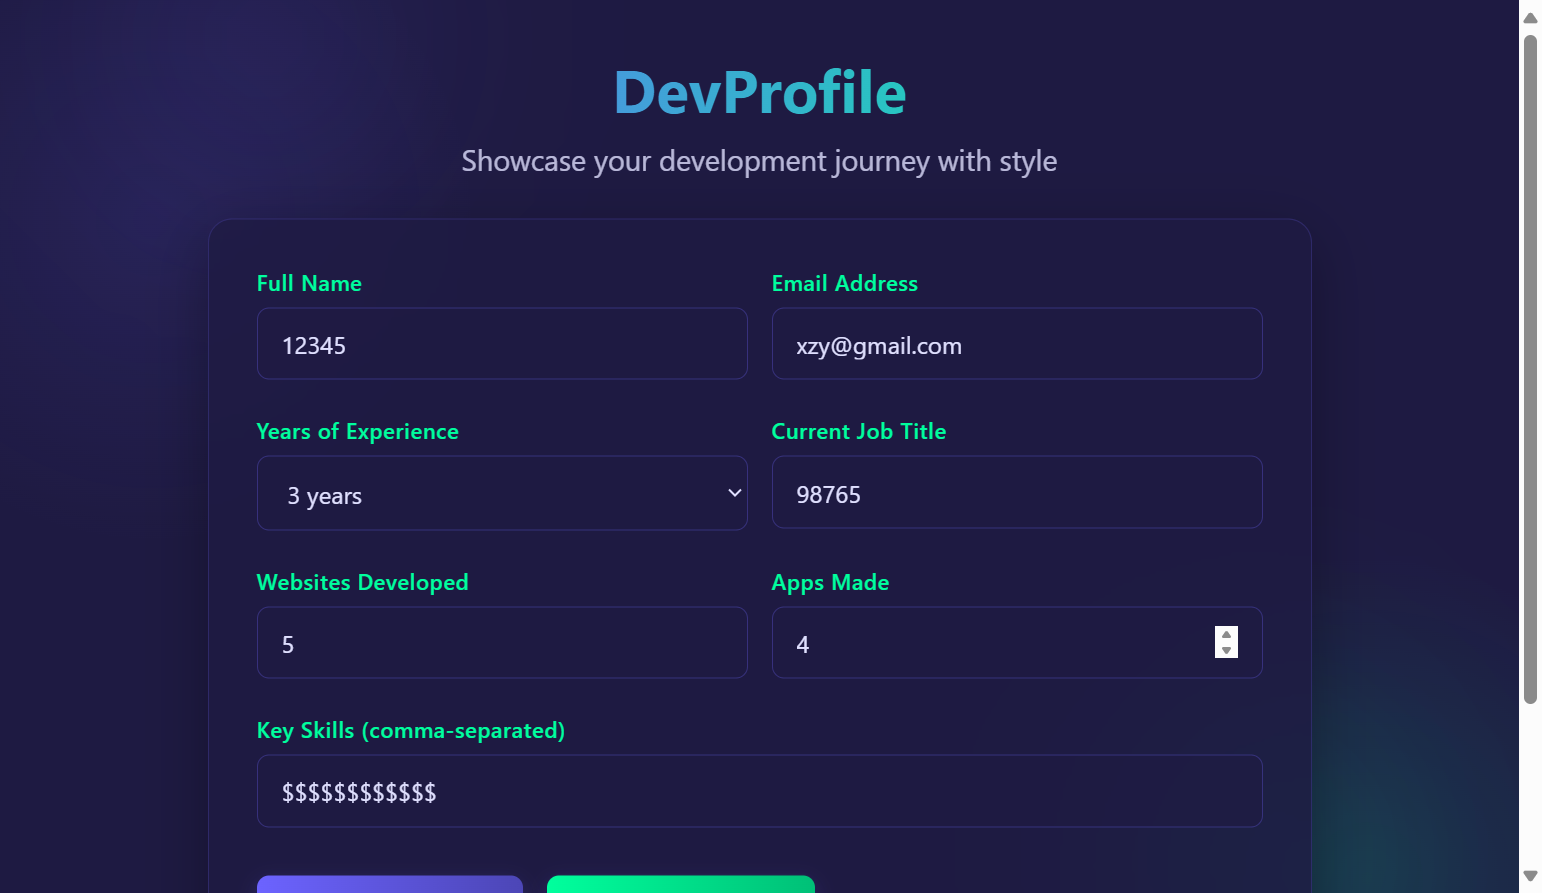 DevProfile
Showcase your development journey with style
Full Name
Email Address
12345
xzy@gmail.com
Years of Experience
Current Job Title
3 years
98765
Websites Developed
Apps Made
5
4
Key Skills (comma-separated)
$$$$$$$$$$$$